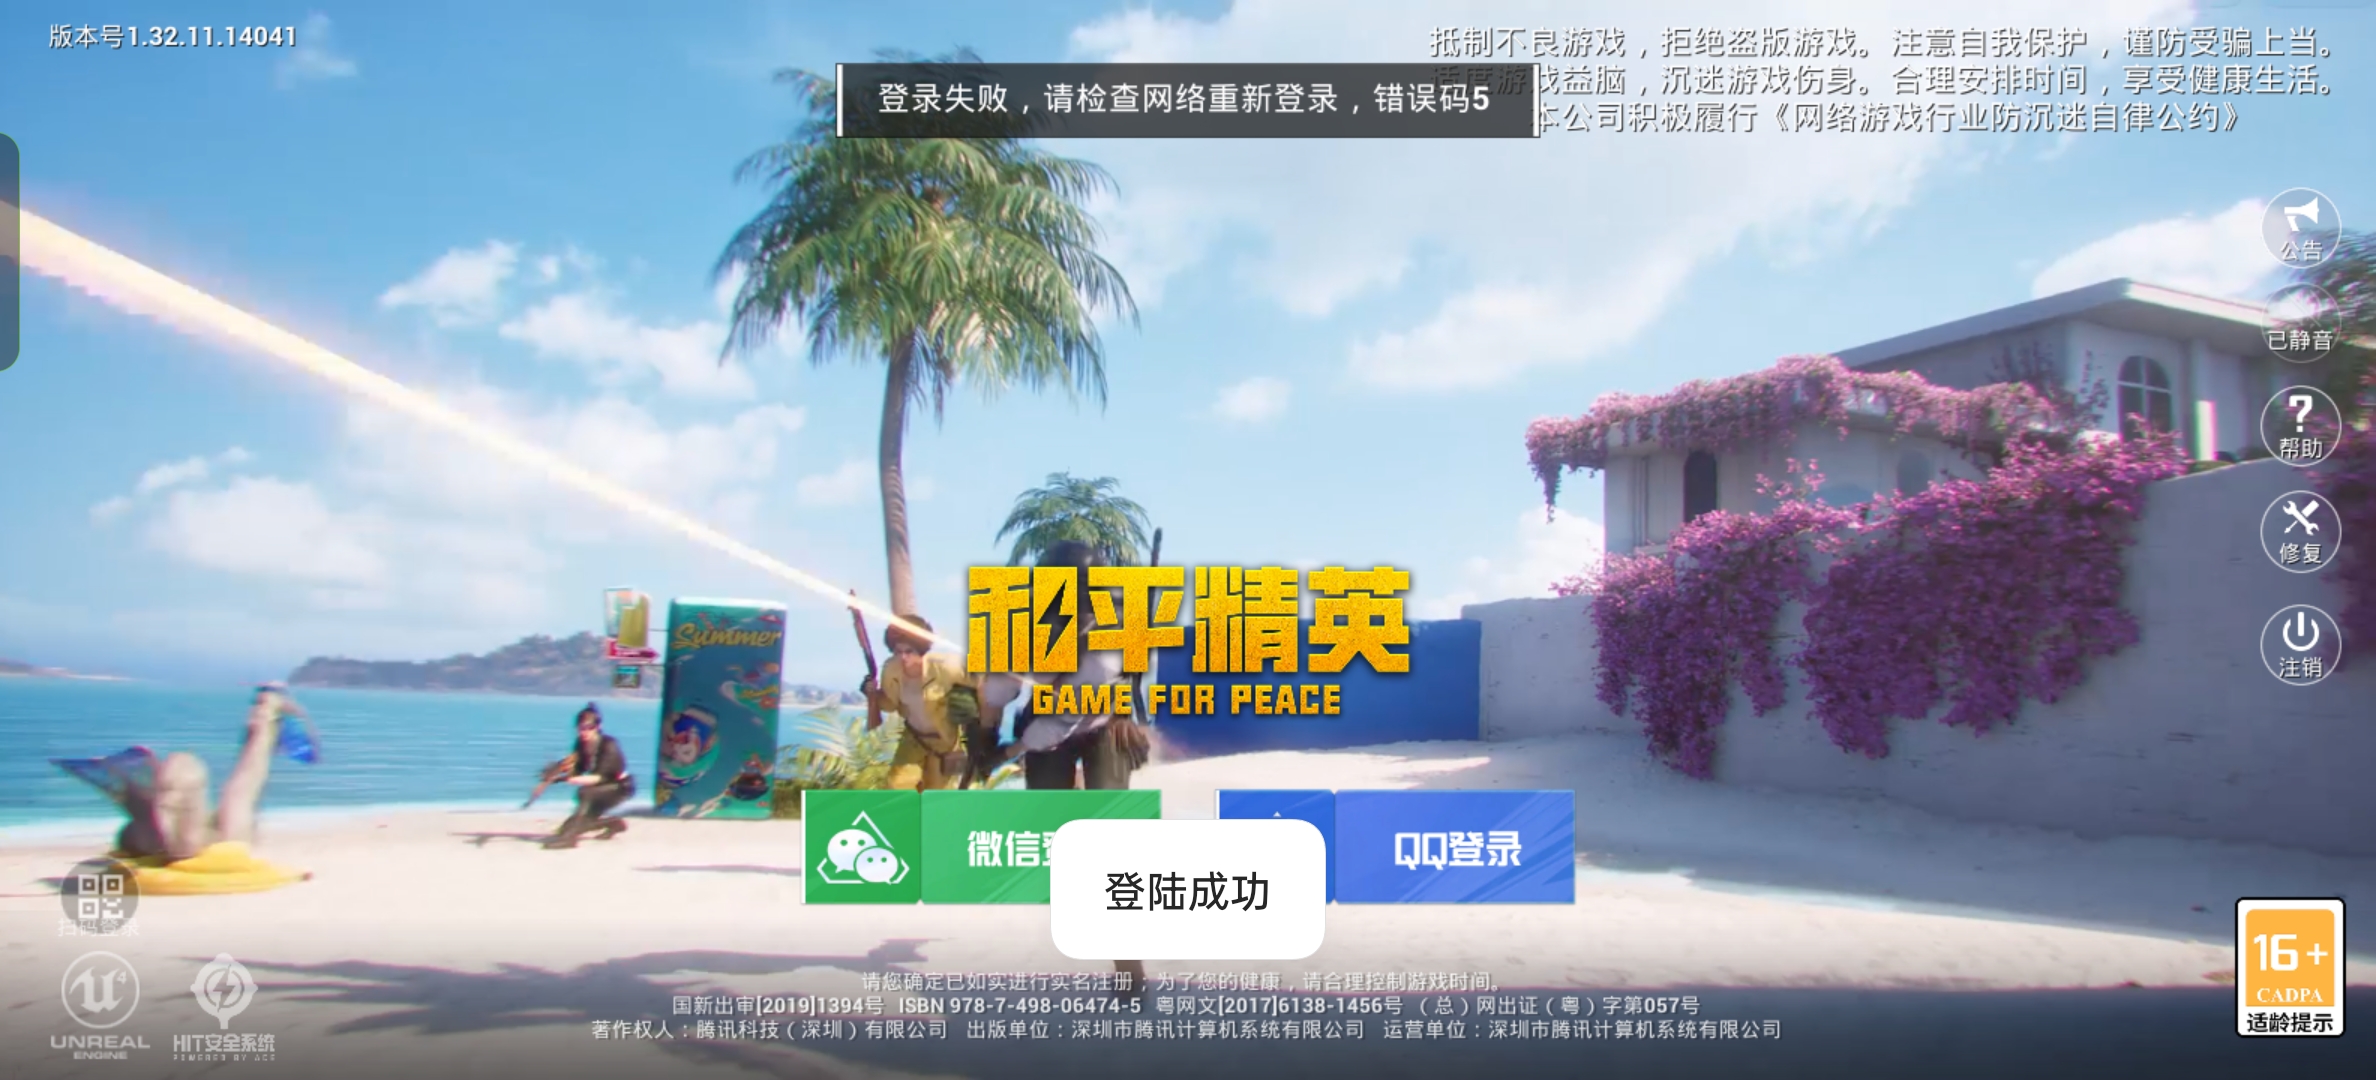 版本号1.32.11.14041
抵制不良游戏，拒绝盗版游戏。注意自我保护，谨防受骗上当。
适度游戏益脑，沉迷游戏伤身。合理安排时间，享受健康生活。
本公司积极履行《网络游戏行业防沉迷自律公约》
登录失败，请检查网络重新登录，错误码5
公告
已静音
?
帮助
修复
注销
Summer
和平精英
GAME FOR PEACE
微信
QQ登录
登陆成功
扫码登录
UNREAL
ENGINE
HIT安全系统
POWERED BY ACE
请您确定已如实进行实名注册；为了您的健康，请合理控制游戏时间。
国新出审[2019]1394号 ISBN 978-7-498-06474-5 粤网文[2017]6138-1456号 （总）网出证（粤）字第057号
著作权人：腾讯科技（深圳）有限公司 出版单位：深圳市腾讯计算机系统有限公司 运营单位：深圳市腾讯计算机系统有限公司
16+
CADPA
适龄提示